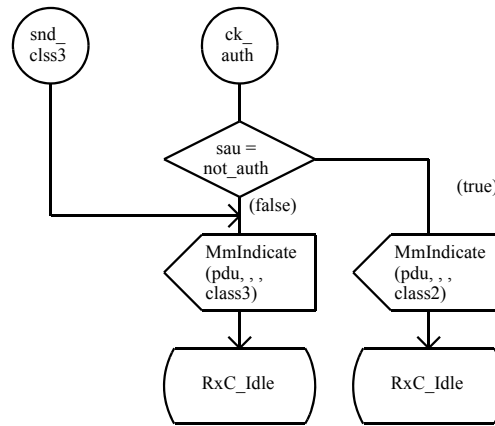 snd_
clss3
ck_
auth
sau =
not_auth
(false)
(true)
MmIndicate
(pdu, , ,
class3)
MmIndicate
(pdu, , ,
class2)
RxC_Idle
RxC_Idle